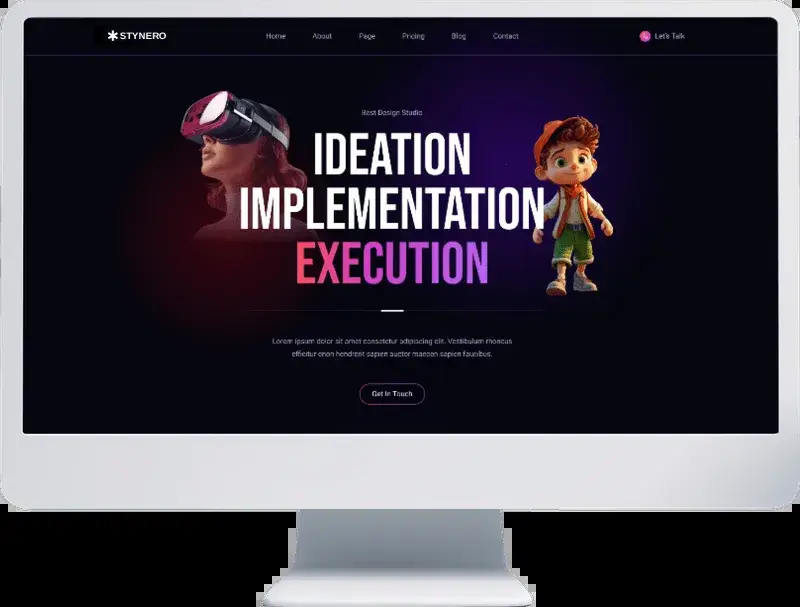 STYNERO
Home About Page Pricing Blog Contact
Let's Talk
Best Design Studio
IDEATION
IMPLEMENTATION
EXECUTION
Lorem ipsum dolor sit amet consetetur adipiscing elit. Vestibulum rhoncus
efficitur enon hendrerit sapien auctor maecen sapien faucibus.
Get In Touch